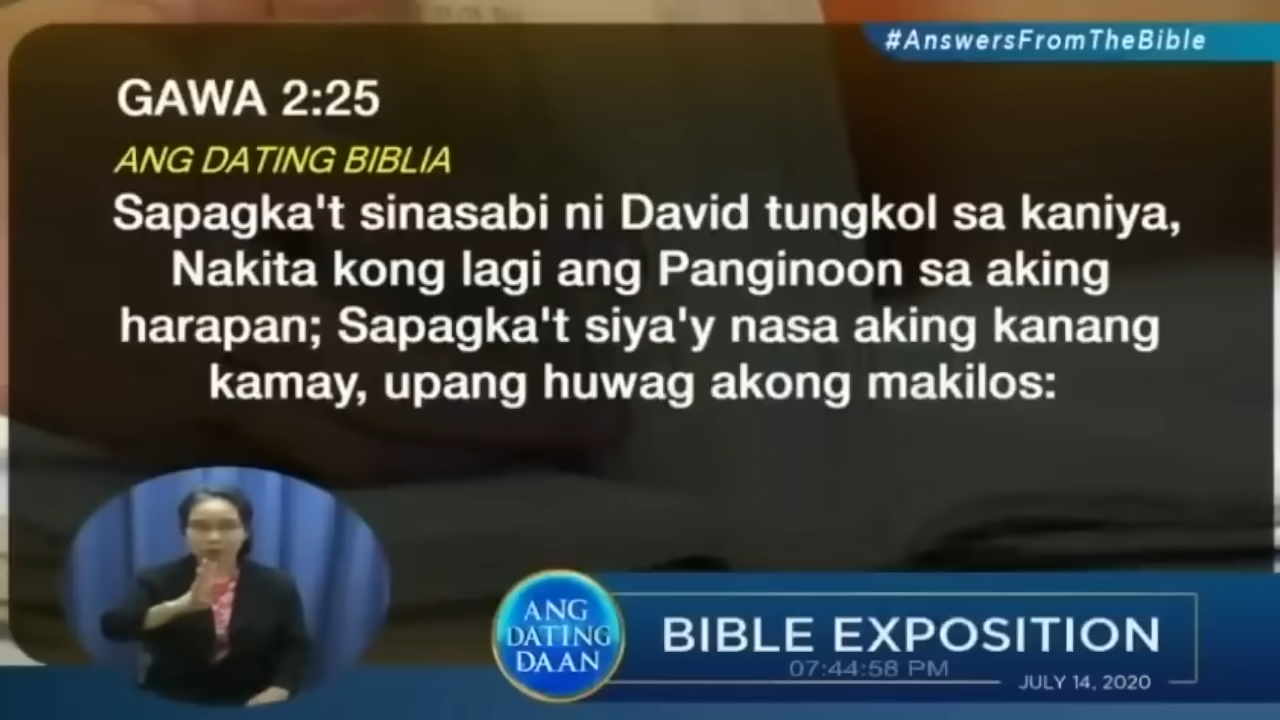 #AnswersFromTheBible
GAWA 2:25
ANG DATING BIBLIA
Sapagka't sinasabi ni David tungkol sa kaniya,
Nakita kong lagi ang Panginoon sa aking
harapan; Sapagka't siya'y nasa aking kanang
kamay, upang huwag akong makilos:
ANG
DATING
DAAN
BIBLE EXPOSITION
07:44:58 PM
JULY 14, 2020